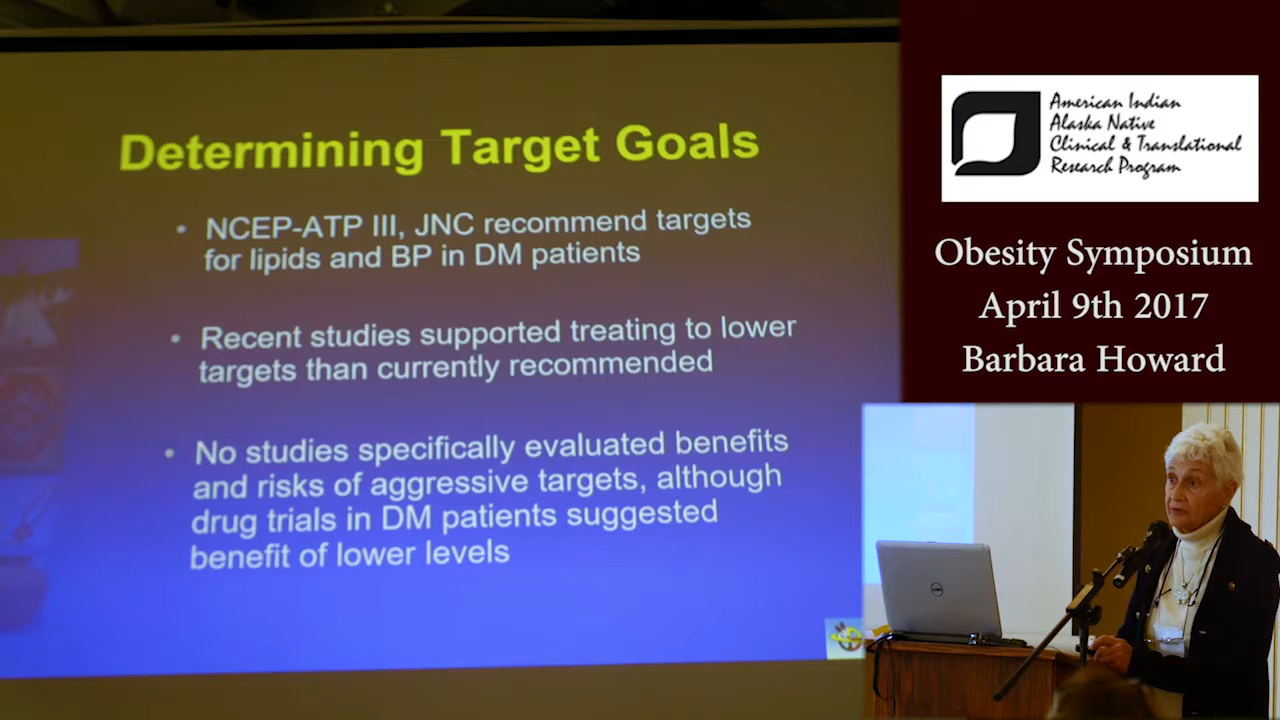 Determining Target Goals
• NCEP-ATP III, JNC recommend targets
for lipids and BP in DM patients
• Recent studies supported treating to lower
targets than currently recommended
• No studies specifically evaluated benefits
and risks of aggressive targets, although
drug trials in DM patients suggested
benefit of lower levels
American Indian
Alaska Native
Clinical & Translational
Research Program
Obesity Symposium
April 9th 2017
Barbara Howard
DELL